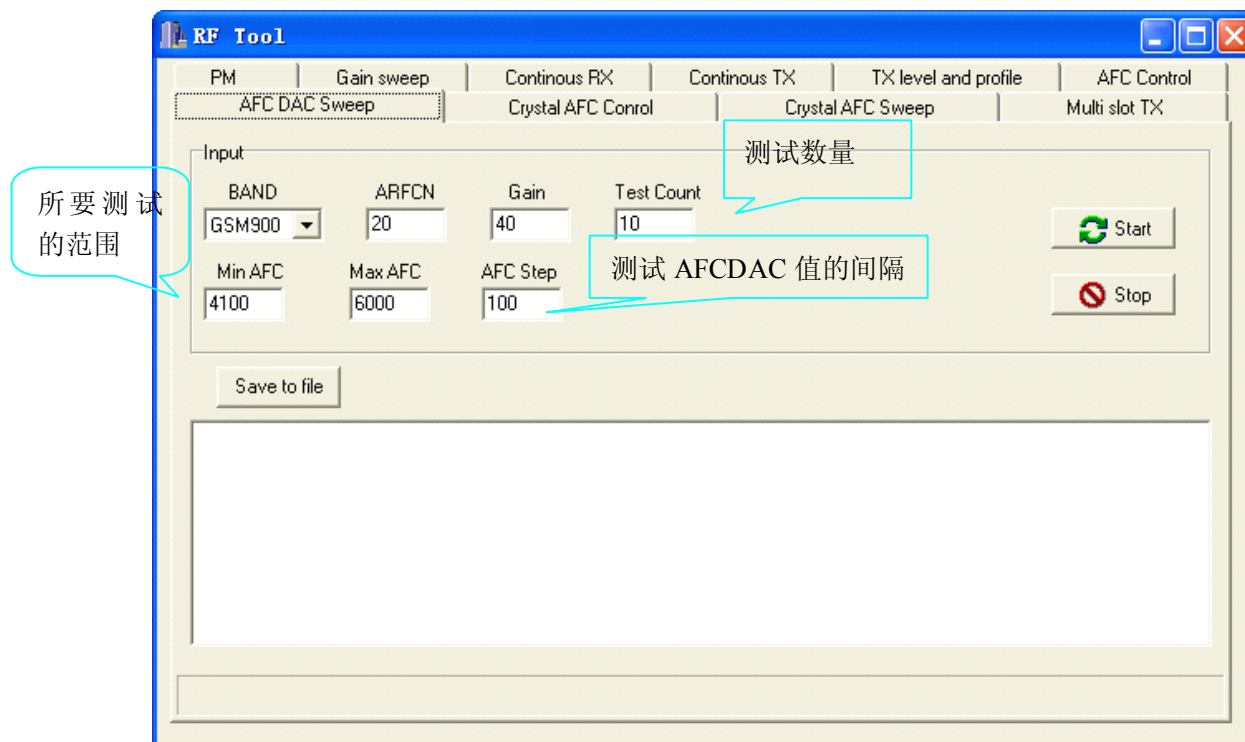 RF Tool
PM Gain sweep Continous RX Continous TX TX level and profile AFC Control
AFC DAC Sweep Crystal AFC Conrol Crystal AFC Sweep Multi slot TX
Input
测试数量
所要测试
的范围
BAND ARFCN Gain Test Count
GSM900 20 40 10
Start
测试 AFCDAC 值的间隔
Min AFC Max AFC AFC Step
4100 6000 100
Stop
Save to file